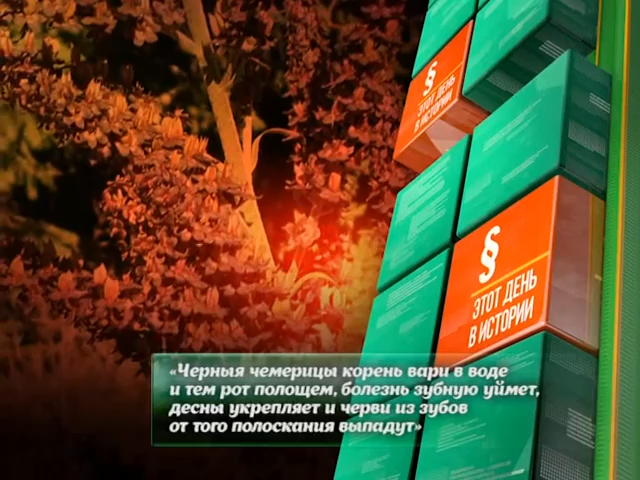 §
ЭТОТ ДЕНЬ
В ИСТОРИИ
§
ЭТОТ ДЕНЬ
В ИСТОРИИ
«Черныя чемерицы корень вари в воде
и тем рот полощем, болезнь зубную уймет,
десны укрепляет и черви из зубов
от того полоскания выпадут»